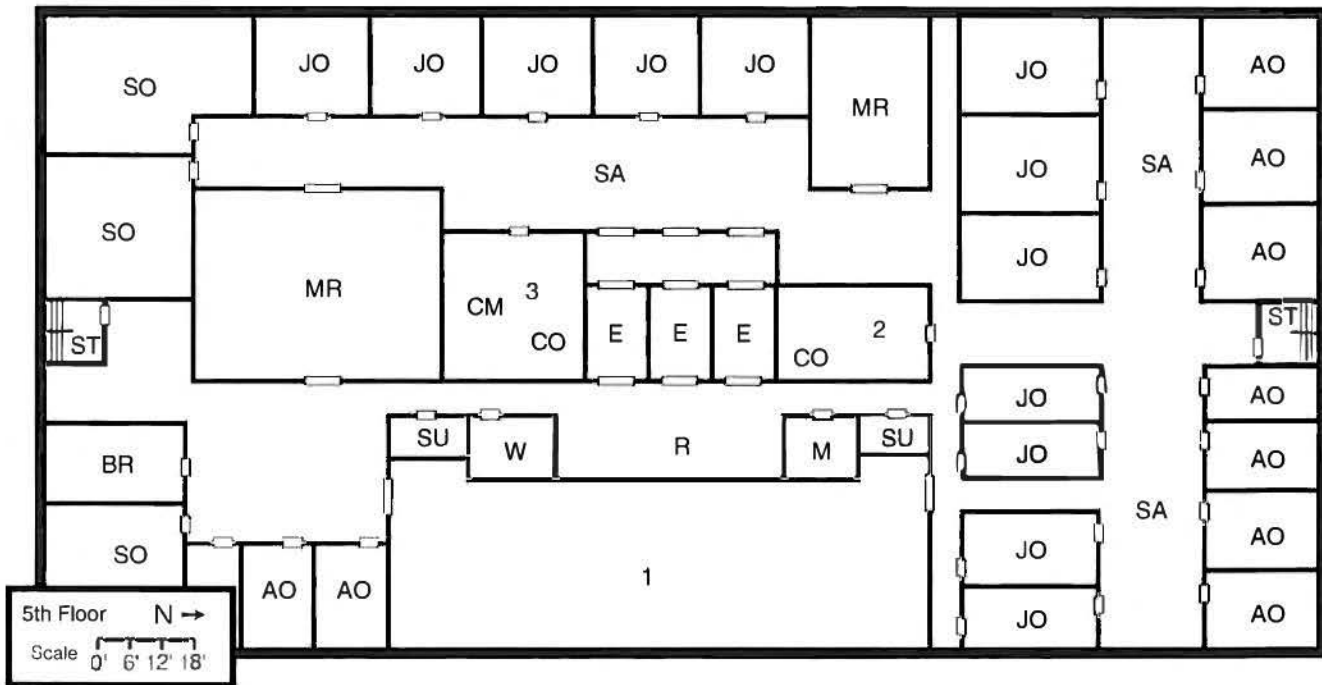 JO JO JO JO JO
SO MR JO AO
SA JO SA AO
SO JO AO
MR CM 3 CO E E E CO 2
ST ST
JO AO
SU W R M SU
BR JO AO
SA
SO 1 JO AO
AO AO JO AO
5th Floor N →
Scale 0' 6' 12' 18'